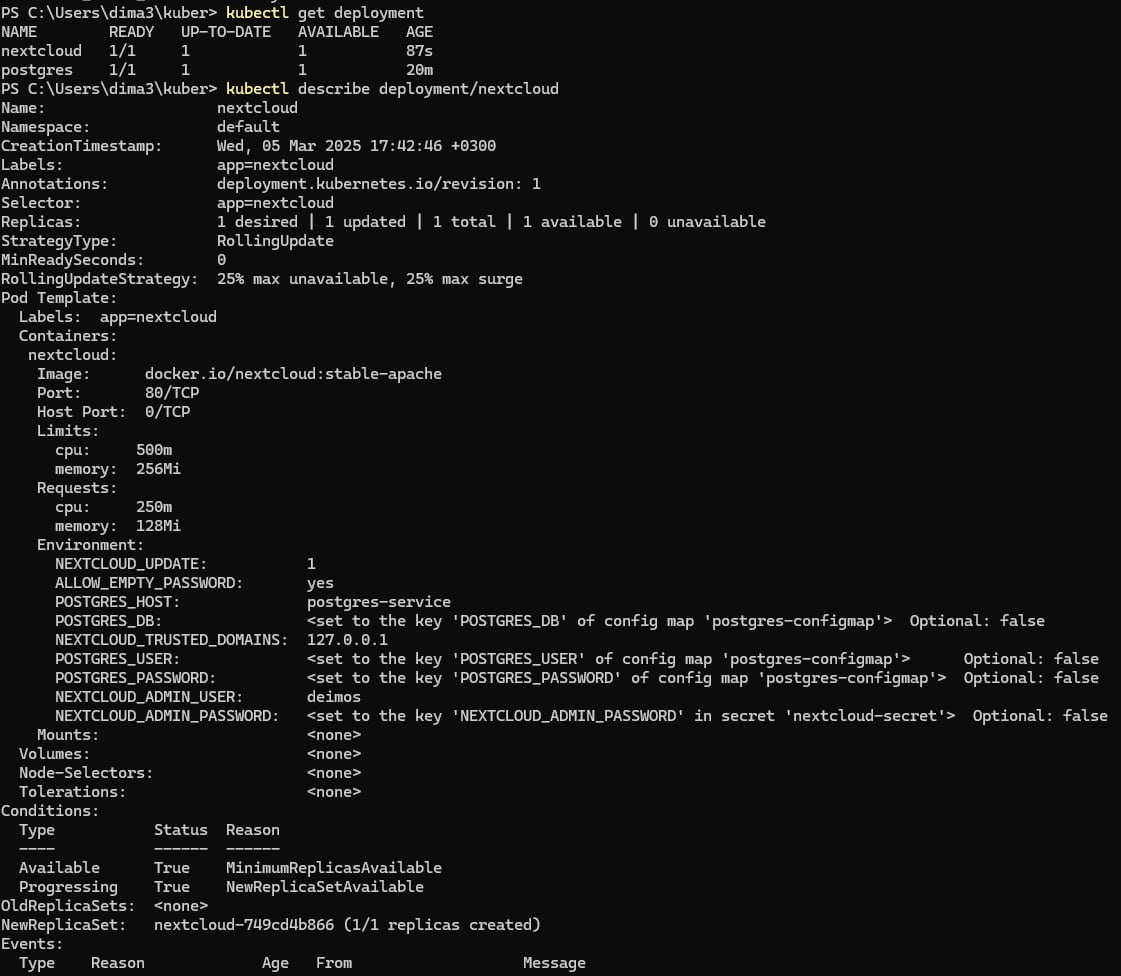 PS C:\Users\dima3\kuber> kubectl get deployment
NAME        READY   UP-TO-DATE   AVAILABLE   AGE
nextcloud   1/1     1            1           87s
postgres    1/1     1            1           20m
PS C:\Users\dima3\kuber> kubectl describe deployment/nextcloud
Name:                   nextcloud
Namespace:              default
CreationTimestamp:      Wed, 05 Mar 2025 17:42:46 +0300
Labels:                 app=nextcloud
Annotations:            deployment.kubernetes.io/revision: 1
Selector:               app=nextcloud
Replicas:               1 desired | 1 updated | 1 total | 1 available | 0 unavailable
StrategyType:           RollingUpdate
MinReadySeconds:        0
RollingUpdateStrategy:  25% max unavailable, 25% max surge
Pod Template:
  Labels:  app=nextcloud
  Containers:
   nextcloud:
    Image:      docker.io/nextcloud:stable-apache
    Port:       80/TCP
    Host Port:  0/TCP
    Limits:
      cpu:     500m
      memory:  256Mi
    Requests:
      cpu:     250m
      memory:  128Mi
    Environment:
      NEXTCLOUD_UPDATE:           1
      ALLOW_EMPTY_PASSWORD:       yes
      POSTGRES_HOST:              postgres-service
      POSTGRES_DB:                <set to the key 'POSTGRES_DB' of config map 'postgres-configmap'>  Optional: false
      NEXTCLOUD_TRUSTED_DOMAINS:  127.0.0.1
      POSTGRES_USER:              <set to the key 'POSTGRES_USER' of config map 'postgres-configmap'>      Optional: false
      POSTGRES_PASSWORD:          <set to the key 'POSTGRES_PASSWORD' of config map 'postgres-configmap'>  Optional: false
      NEXTCLOUD_ADMIN_USER:       deimos
      NEXTCLOUD_ADMIN_PASSWORD:   <set to the key 'NEXTCLOUD_ADMIN_PASSWORD' in secret 'nextcloud-secret'>  Optional: false
    Mounts:                       <none>
  Volumes:                        <none>
  Node-Selectors:                 <none>
  Tolerations:                    <none>
Conditions:
  Type           Status  Reason
  ----           ------  ------
  Available      True    MinimumReplicasAvailable
  Progressing    True    NewReplicaSetAvailable
OldReplicaSets:  <none>
NewReplicaSet:   nextcloud-749cd4b866 (1/1 replicas created)
Events:
  Type    Reason             Age   From                   Message